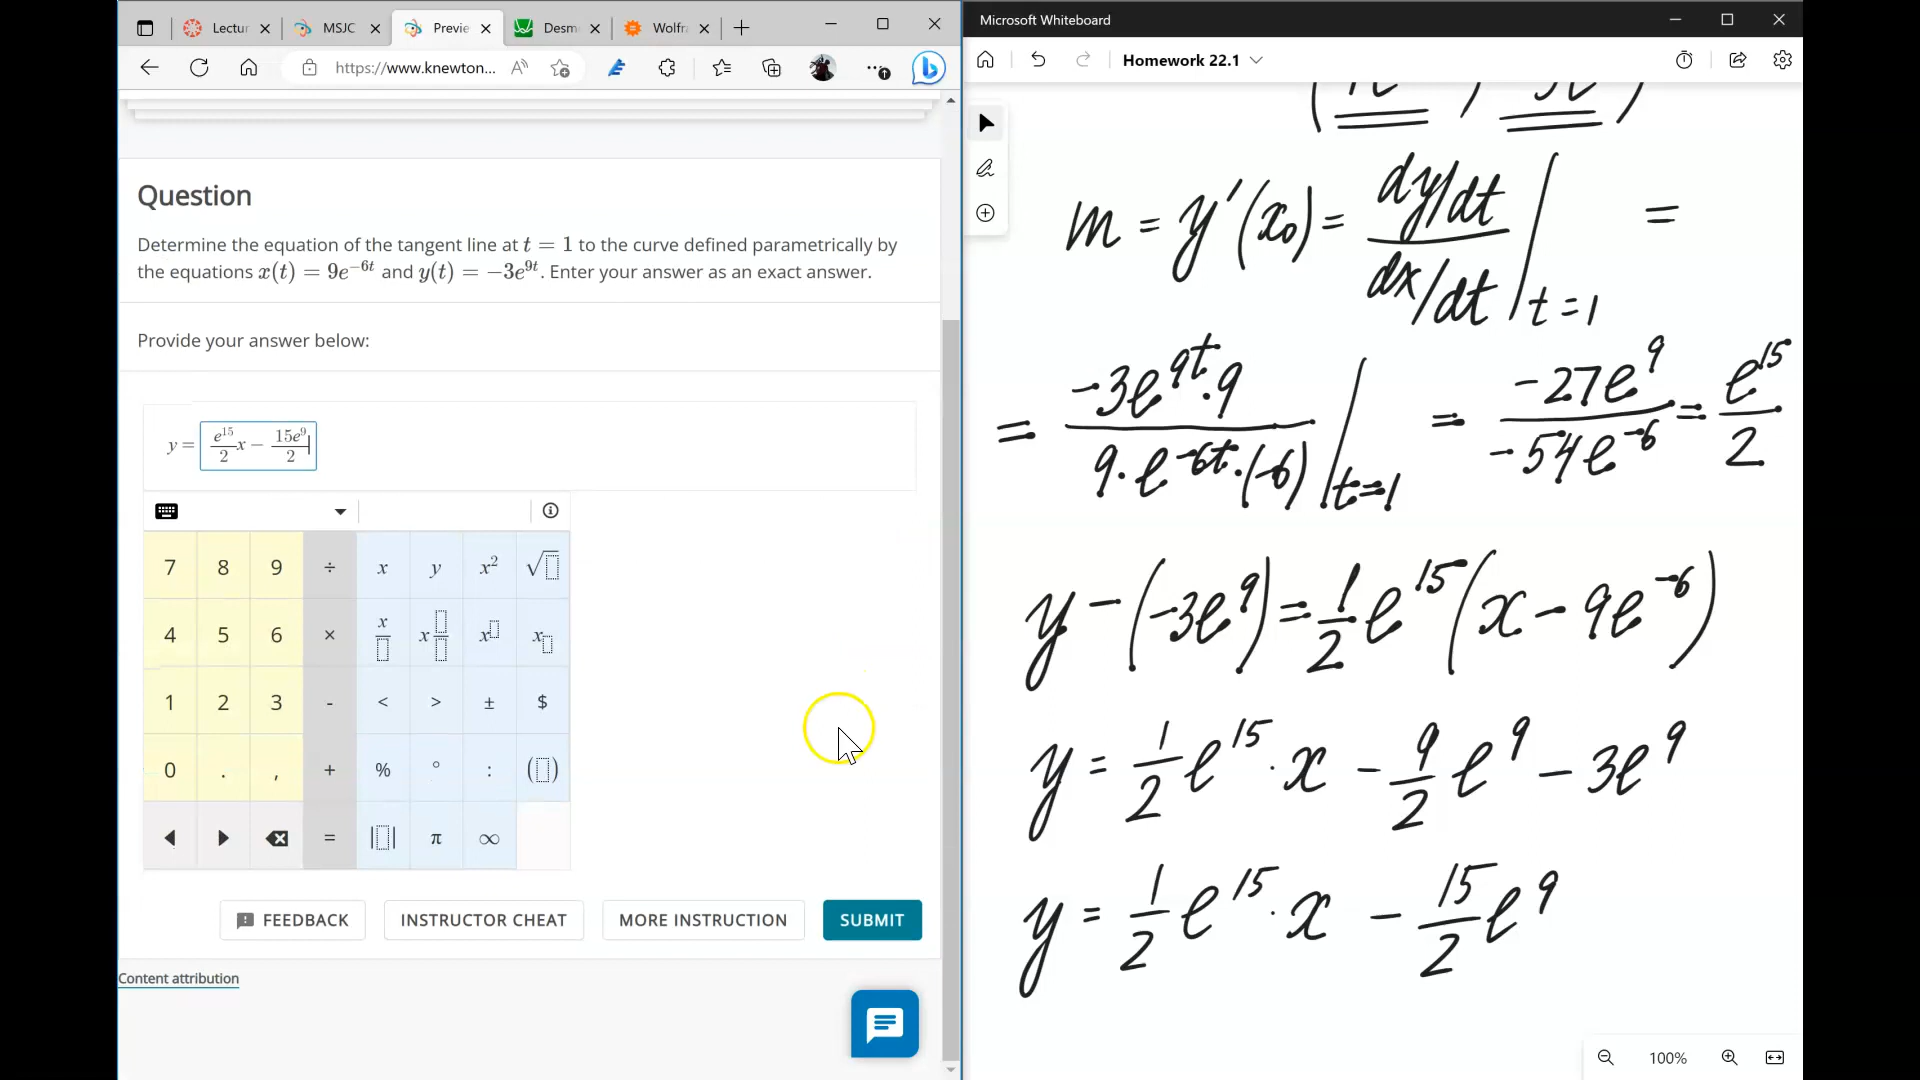 Lectur
MSJC
Previe
Desm
Wolfr
https://www.knewton...
Question
Determine the equation of the tangent line at t = 1 to the curve defined parametrically by
the equations x(t) = 9e^{-6t} and y(t) = -3e^{9t}. Enter your answer as an exact answer.
Provide your answer below:
y = e^{15}/2 x - 15e^9/2
7 8 9 ÷ x y x² √
4 5 6 ×
1 2 3 - < > ± $
0 . , + % ° : ( )
= | | π ∞
FEEDBACK
INSTRUCTOR CHEAT
MORE INSTRUCTION
SUBMIT
Content attribution
Microsoft Whiteboard
Homework 22.1
m = y'(x₀) = dy/dt / dx/dt | t=1 =
= -3e^{9t}·9 / 9·e^{-6t}·(-6) | t=1 = -27e^9 / -54e^{-6} = e^{15}/2
y - (-3e^9) = 1/2 e^{15} (x - 9e^{-6})
y = 1/2 e^{15} · x - 9/2 e^9 - 3e^9
y = 1/2 e^{15} · x - 15/2 e^9
100%